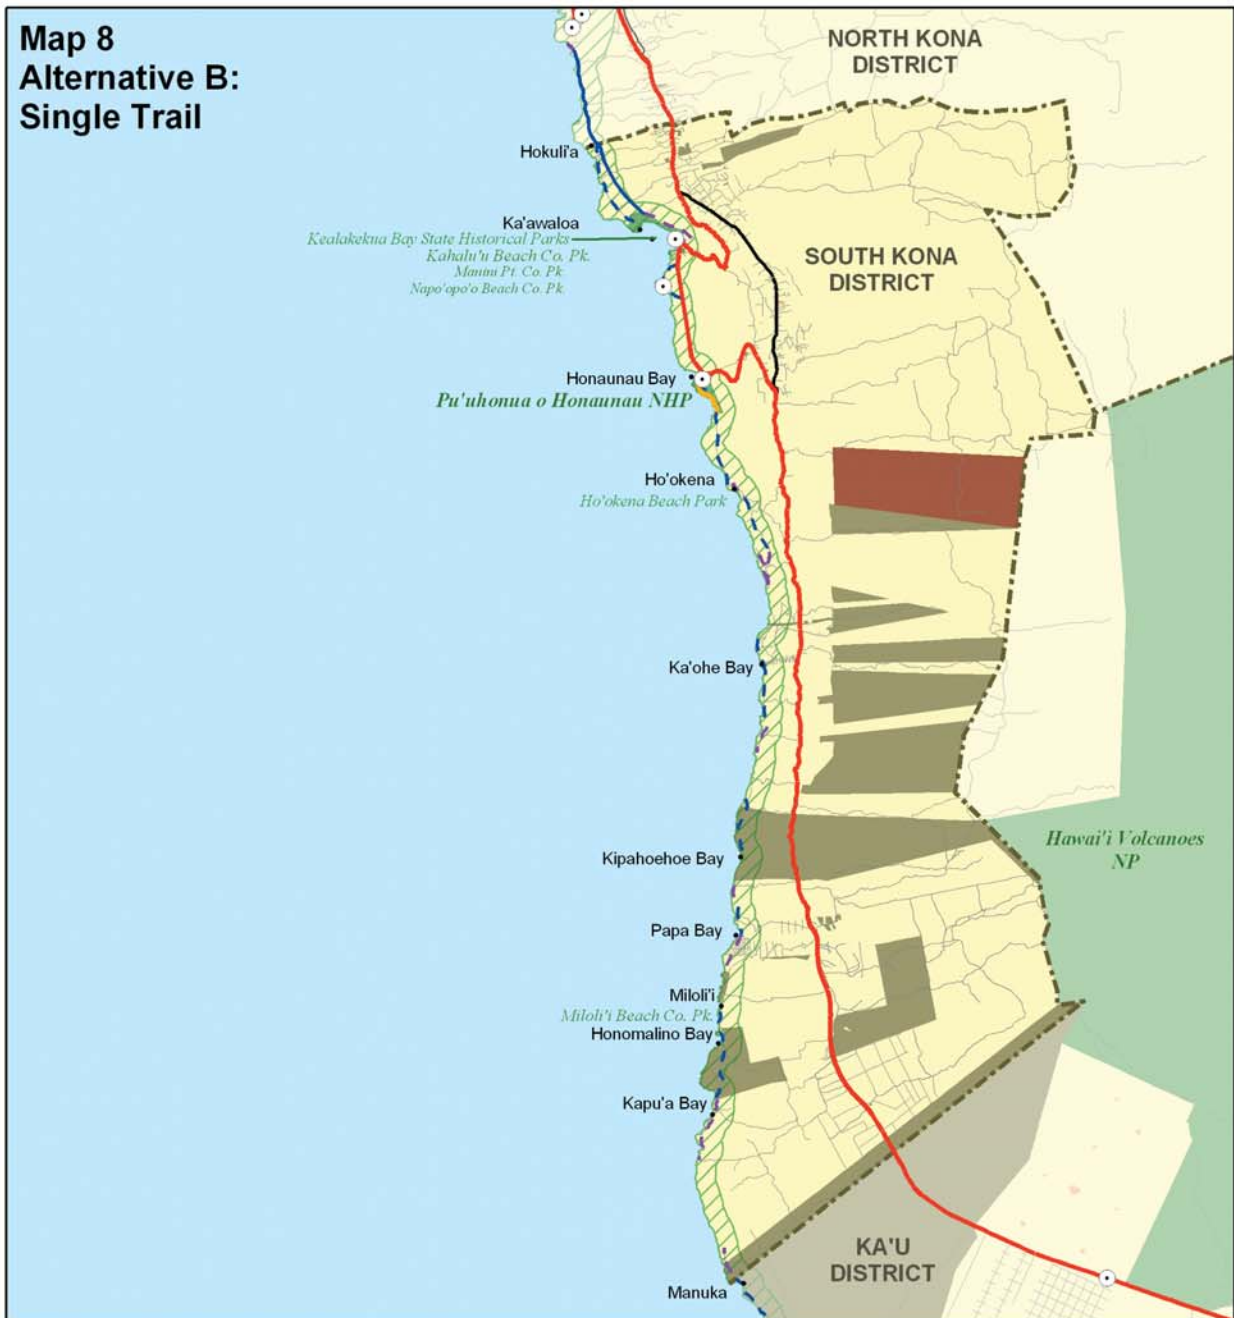 Map 8
Alternative B:
Single Trail
NORTH KONA
DISTRICT
Hokuli'a
Ka'awaloa
Kealakekua Bay State Historical Parks
Kahalu'u Beach Co. Pk.
Manini Pt. Co. Pk.
Napo'opo'o Beach Co. Pk.
SOUTH KONA
DISTRICT
Honaunau Bay
Pu'uhonua o Honaunau NHP
Ho'okena
Ho'okena Beach Park
Ka'ohe Bay
Kipahoehoe Bay
Hawai'i Volcanoes
NP
Papa Bay
Miloli'i
Miloli'i Beach Co. Pk.
Honomalino Bay
Kapu'a Bay
KA'U
DISTRICT
Manuka